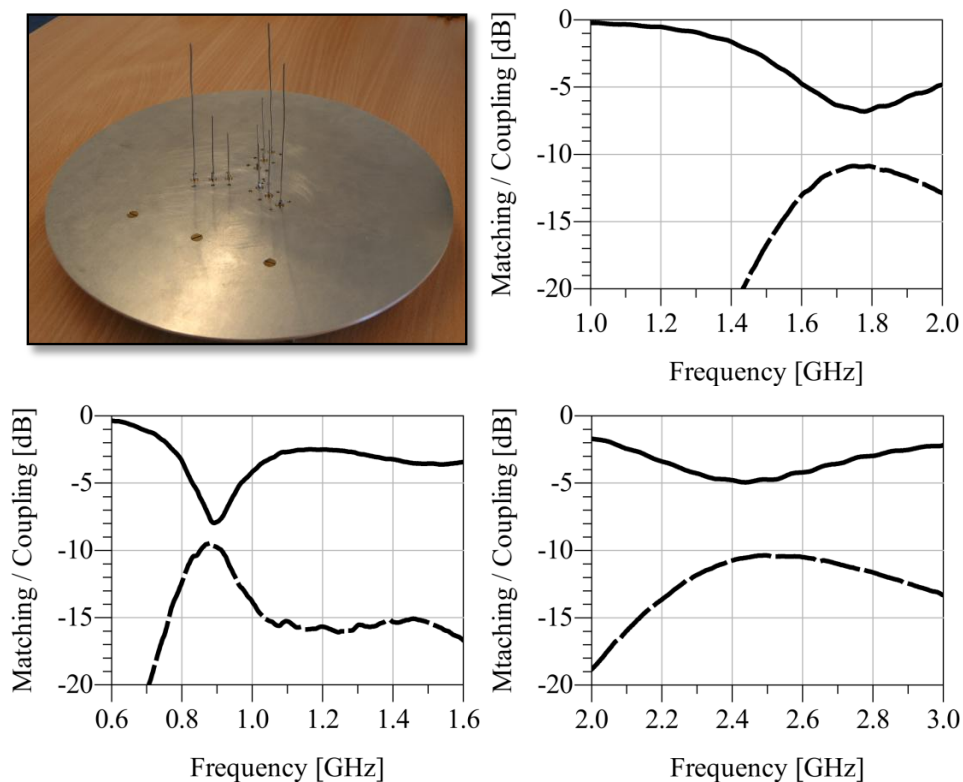 Matching / Coupling [dB]
0
-5
-10
-15
-20
1.0 1.2 1.4 1.6 1.8 2.0
Frequency [GHz]
Matching / Coupling [dB]
0
-5
-10
-15
-20
0.6 0.8 1.0 1.2 1.4 1.6
Frequency [GHz]
Mtaching / Coupling [dB]
0
-5
-10
-15
-20
2.0 2.2 2.4 2.6 2.8 3.0
Frequency [GHz]